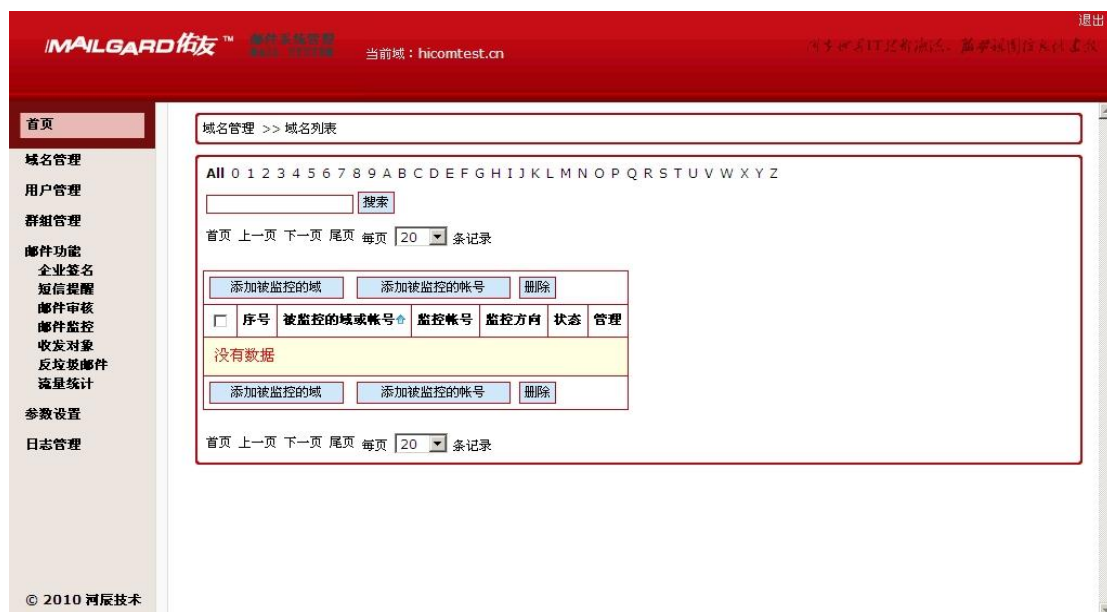 退出
MAILGARD佑友™ 邮件系统管理
当前域：hicomtest.cn
首页
域名管理
用户管理
群组管理
邮件功能
企业签名
短信提醒
邮件审核
邮件监控
收发对象
反垃圾邮件
流量统计
参数设置
日志管理
© 2010 河辰技术
域名管理 >> 域名列表
All 0 1 2 3 4 5 6 7 8 9 A B C D E F G H I J K L M N O P Q R S T U V W X Y Z
搜索
首页 上一页 下一页 尾页 每页 20 条记录
添加被监控的域 添加被监控的帐号 删除
序号 被监控的域或帐号 监控帐号 监控方向 状态 管理
没有数据
添加被监控的域 添加被监控的帐号 删除
首页 上一页 下一页 尾页 每页 20 条记录